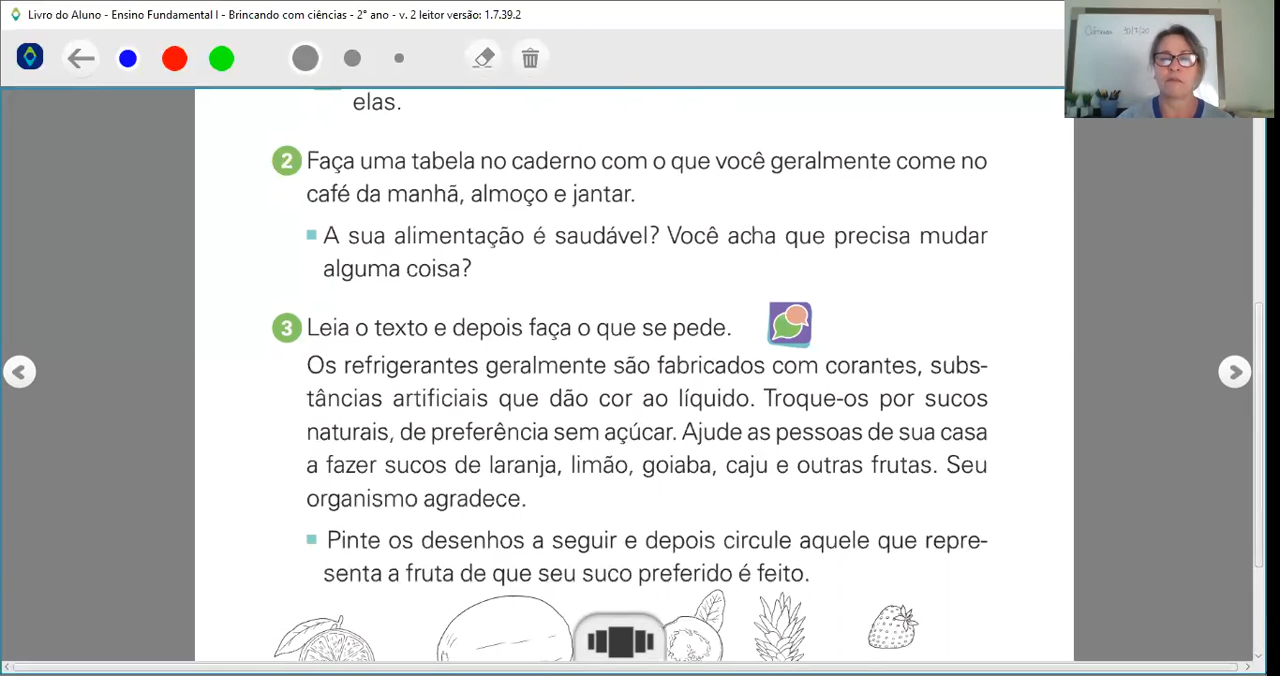 Livro do Aluno - Ensino Fundamental I - Brincando com ciências - 2° ano - v. 2 leitor versão: 1.7.39.2
Ciências 30/7/20
elas.
2 Faça uma tabela no caderno com o que você geralmente come no
café da manhã, almoço e jantar.
A sua alimentação é saudável? Você acha que precisa mudar
alguma coisa?
3 Leia o texto e depois faça o que se pede.
Os refrigerantes geralmente são fabricados com corantes, subs-
tâncias artificiais que dão cor ao líquido. Troque-os por sucos
naturais, de preferência sem açúcar. Ajude as pessoas de sua casa
a fazer sucos de laranja, limão, goiaba, caju e outras frutas. Seu
organismo agradece.
Pinte os desenhos a seguir e depois circule aquele que repre-
senta a fruta de que seu suco preferido é feito.